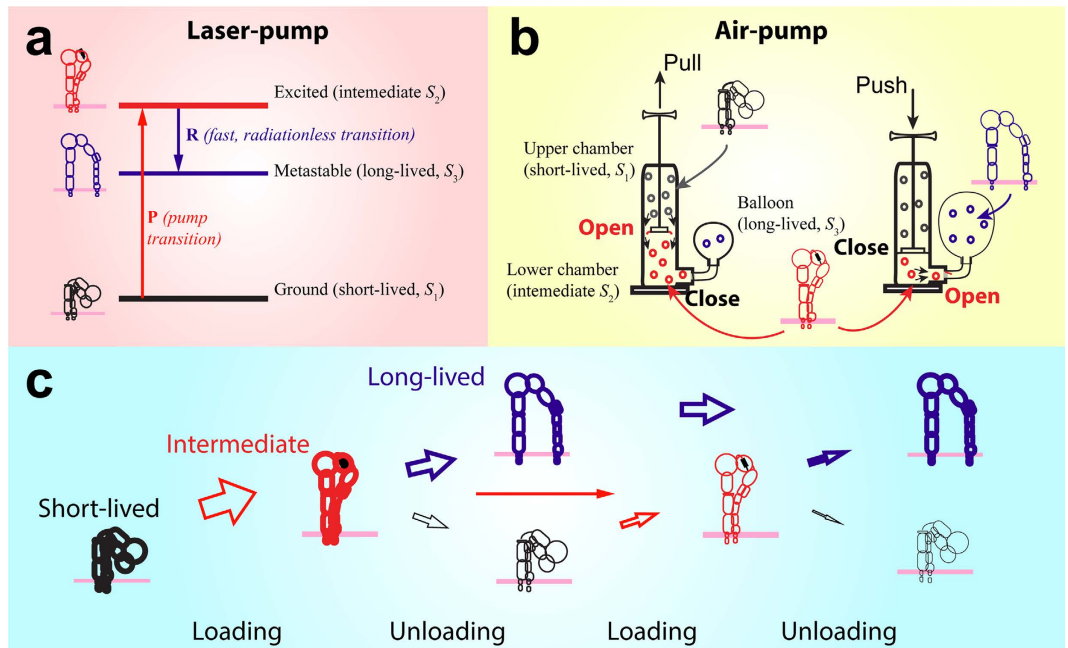 a
Laser-pump
Excited (intemediate S₂)
R (fast, radiationless transition)
Metastable (long-lived, S₃)
P (pump
transition)
Ground (short-lived, S₁)
b
Air-pump
Pull
Push
Upper chamber
(short-lived, S₁)
Open
Balloon
(long-lived, S₃)
Close
Lower chamber
(intemediate S₂)
Close
Open
c
Long-lived
Intermediate
Short-lived
Loading
Unloading
Loading
Unloading